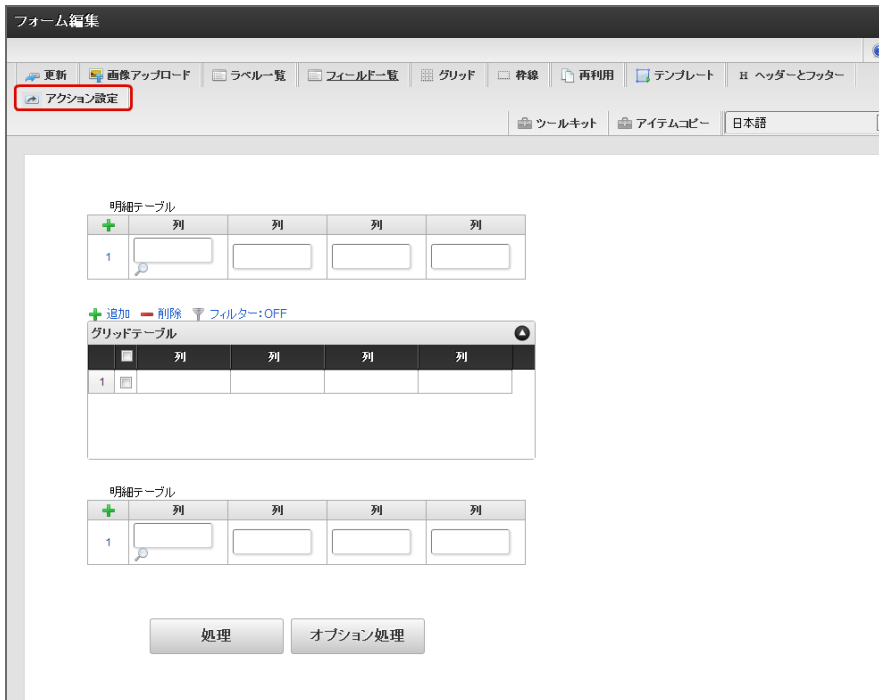 フォーム編集
更新 画像アップロード ラベル一覧 フィールド一覧 グリッド 枠線 再利用 テンプレート H ヘッダーとフッター
アクション設定
ツールキット アイテムコピー 日本語
明細テーブル
列 列 列 列
1
追加 削除 フィルター:OFF
グリッドテーブル
列 列 列 列
1
明細テーブル
列 列 列 列
1
処理 オプション処理